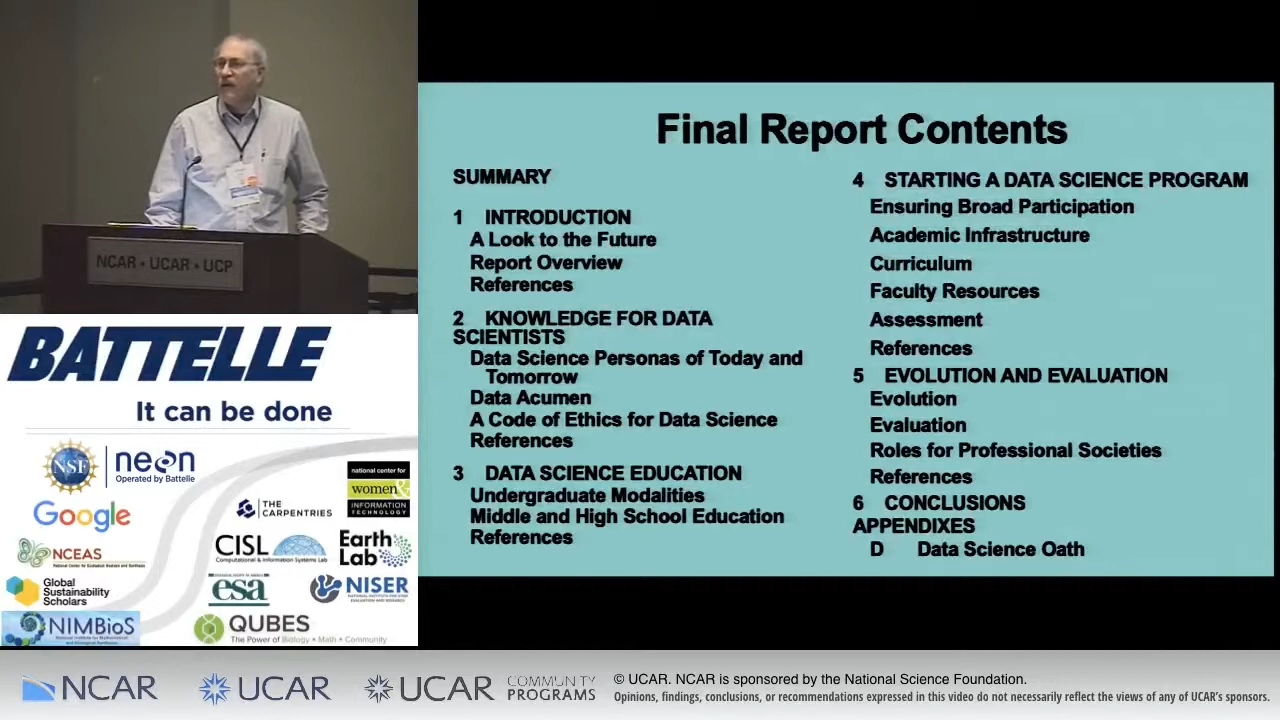 NCAR • UCAR • UCP
Final Report Contents
SUMMARY
1 INTRODUCTION
A Look to the Future
Report Overview
References
2 KNOWLEDGE FOR DATA
SCIENTISTS
Data Science Personas of Today and
Tomorrow
Data Acumen
A Code of Ethics for Data Science
References
3 DATA SCIENCE EDUCATION
Undergraduate Modalities
Middle and High School Education
References
4 STARTING A DATA SCIENCE PROGRAM
Ensuring Broad Participation
Academic Infrastructure
Curriculum
Faculty Resources
Assessment
References
5 EVOLUTION AND EVALUATION
Evolution
Evaluation
Roles for Professional Societies
References
6 CONCLUSIONS
APPENDIXES
D Data Science Oath
BATTELLE
It can be done
NSF
neon
Operated by Battelle
national center for
women &
INFORMATION
TECHNOLOGY
Google
THE
CARPENTRIES
NCEAS
CISL
Computational & Information Systems Lab
Earth
Lab
Global
Sustainability
Scholars
esa
NISER
NIMBioS
QUBES
The Power of Biology • Math • Community
NCAR
UCAR
UCAR
COMMUNITY
PROGRAMS
© UCAR. NCAR is sponsored by the National Science Foundation.
Opinions, findings, conclusions, or recommendations expressed in this video do not necessarily reflect the views of any of UCAR's sponsors.